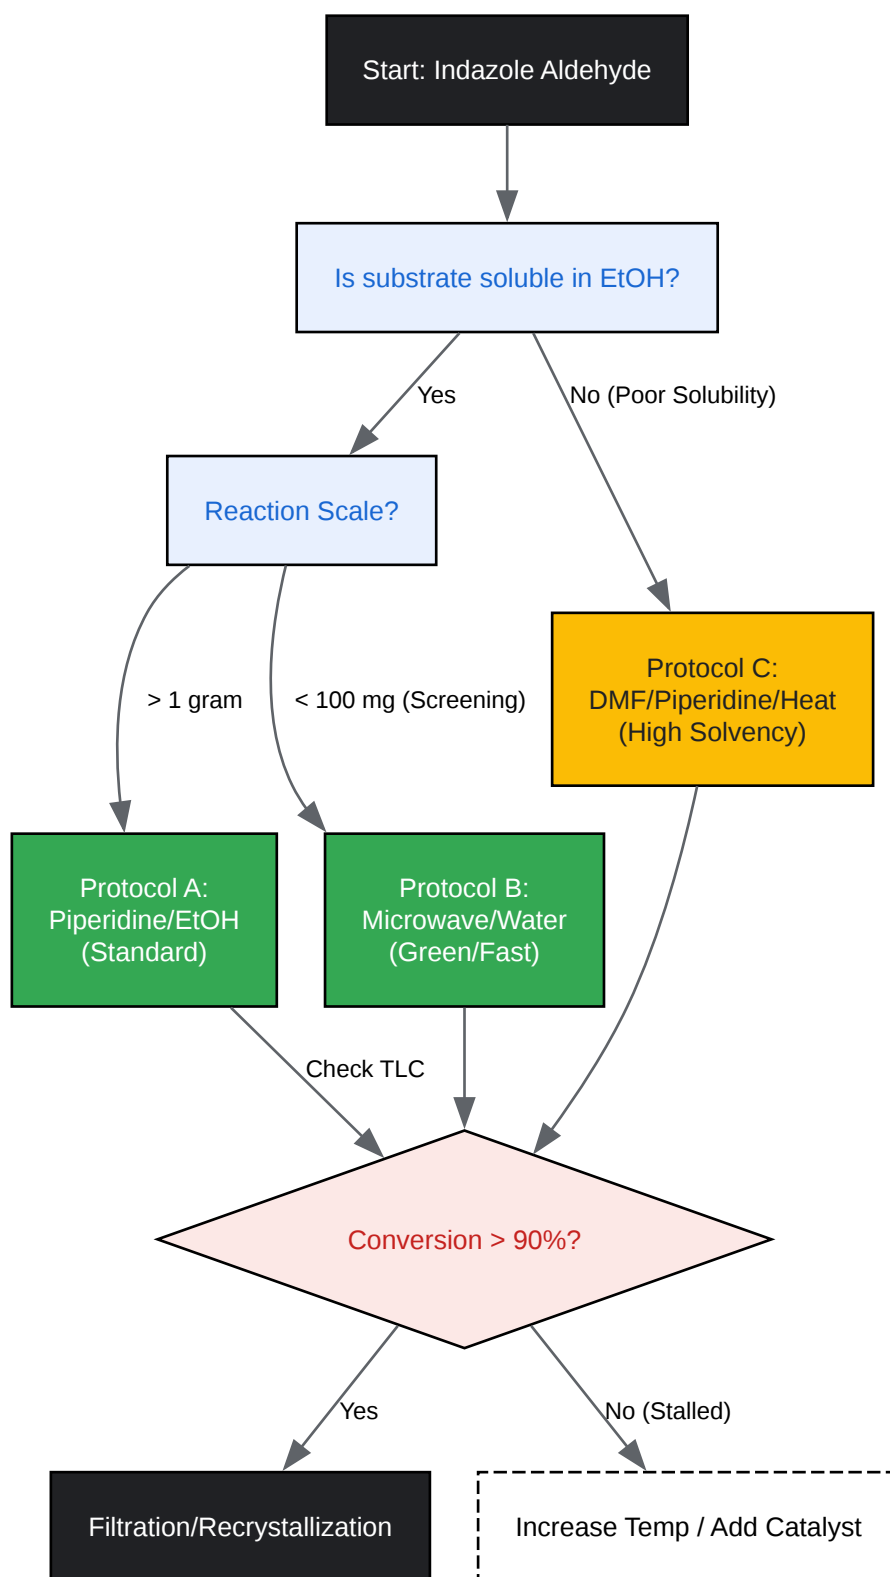 Start: Indazole Aldehyde
Is substrate soluble in EtOH?
Yes
No (Poor Solubility)
Reaction Scale?
> 1 gram
< 100 mg (Screening)
Protocol C:
DMF/Piperidine/Heat
(High Solvency)
Protocol A:
Piperidine/EtOH
(Standard)
Protocol B:
Microwave/Water
(Green/Fast)
Check TLC
Conversion > 90%?
Yes
No (Stalled)
Filtration/Recrystallization
Increase Temp / Add Catalyst